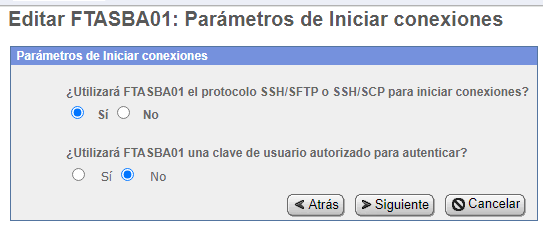 Editar FTASBA01: Parámetros de Iniciar conexiones
Parámetros de Iniciar conexiones
¿Utilizará FTASBA01 el protocolo SSH/SFTP o SSH/SCP para iniciar conexiones?
Sí No
¿Utilizará FTASBA01 una clave de usuario autorizado para autenticar?
Sí No
Atrás Siguiente Cancelar